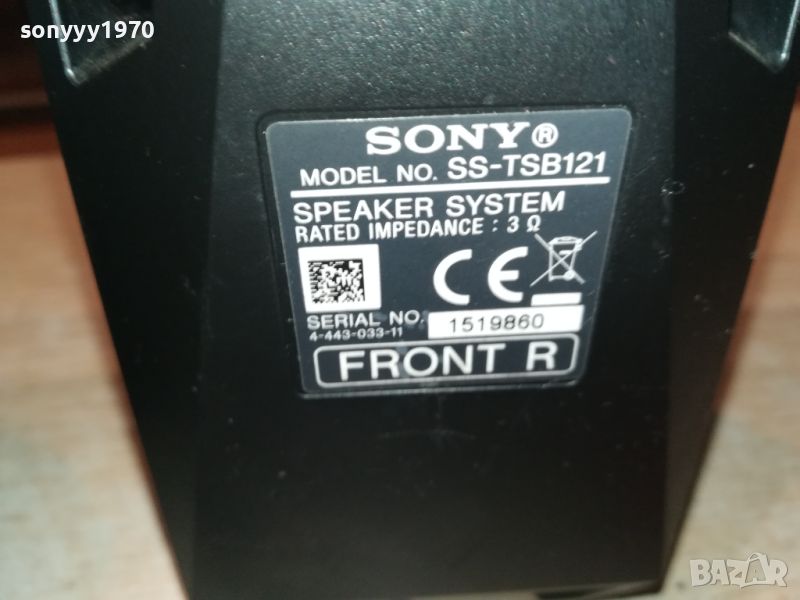 sonyyy1970
SONY®
MODEL NO. SS-TSB121
SPEAKER SYSTEM
RATED IMPEDANCE : 3 Ω
CE
SERIAL NO. 1519860
4-443-033-11
FRONT R
BAZAR